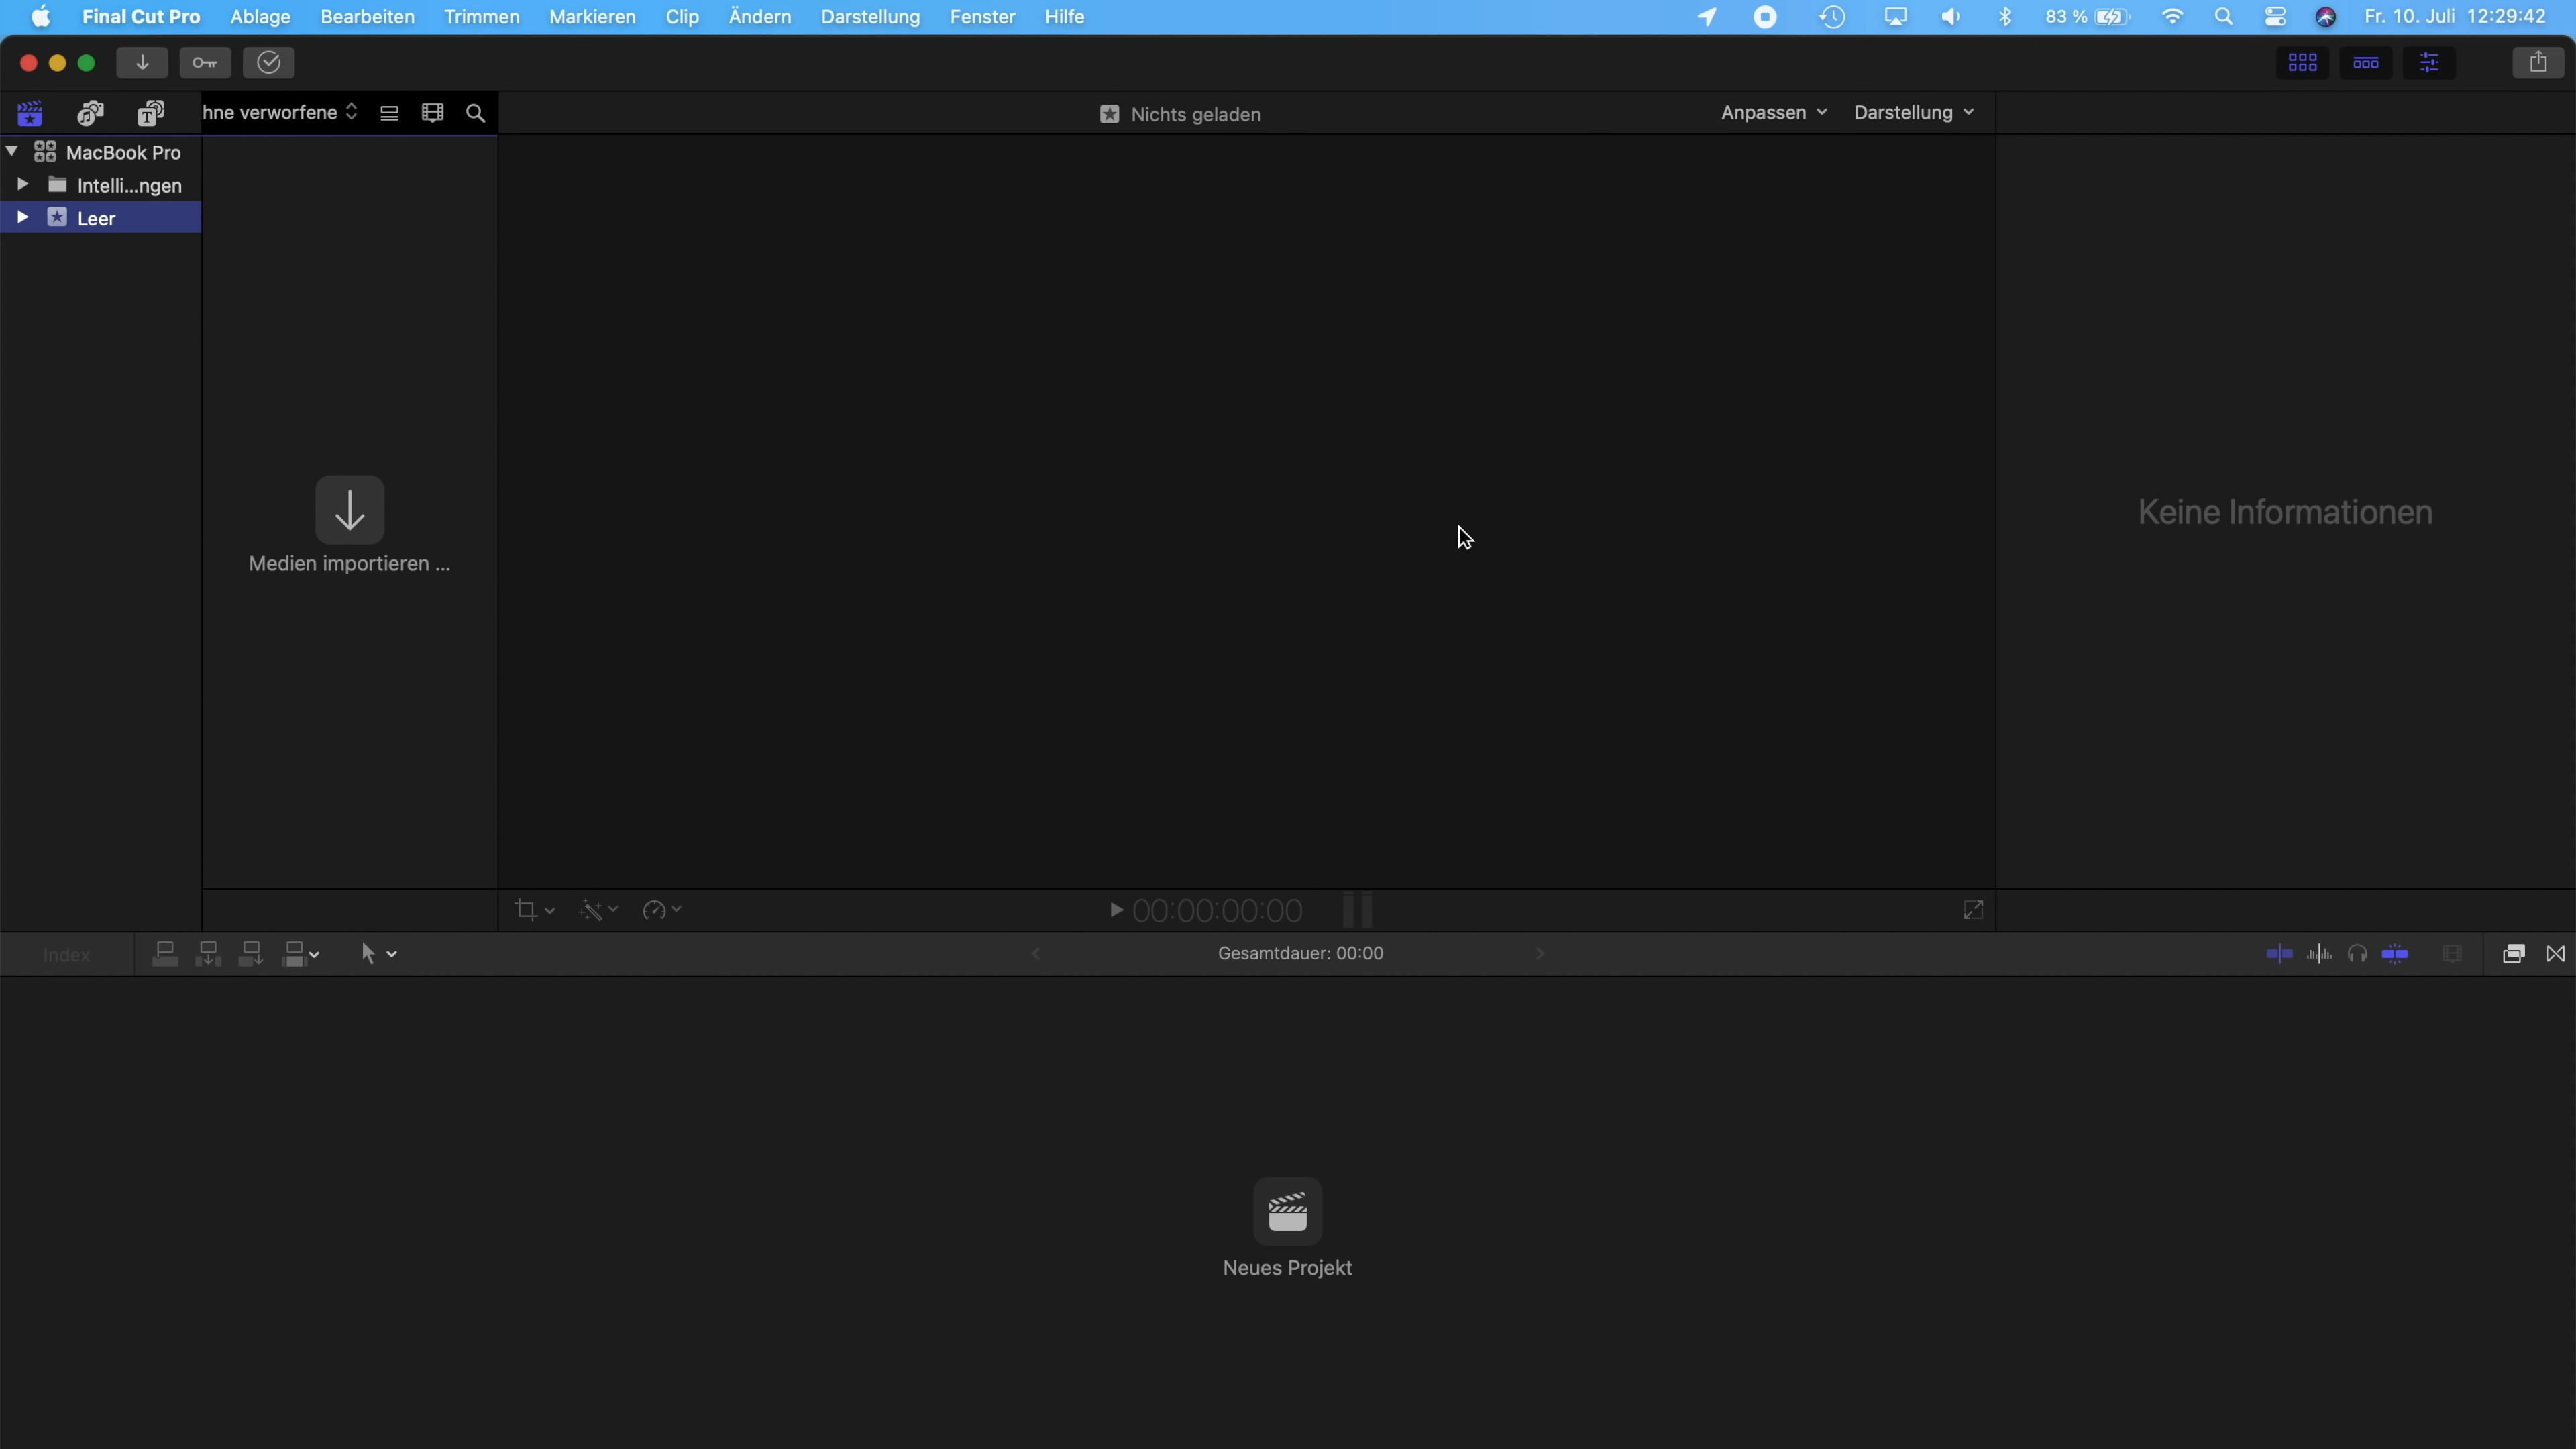 Final Cut Pro Ablage Bearbeiten Trimmen Markieren Clip Ändern Darstellung Fenster Hilfe 83 % Fr. 10. Juli 12:29:42
hne verworfene Nichts geladen Anpassen Darstellung
MacBook Pro
Intelli...ngen
Leer
Medien importieren ...
Keine Informationen
00:00:00:00
Index Gesamtdauer: 00:00
Neues Projekt